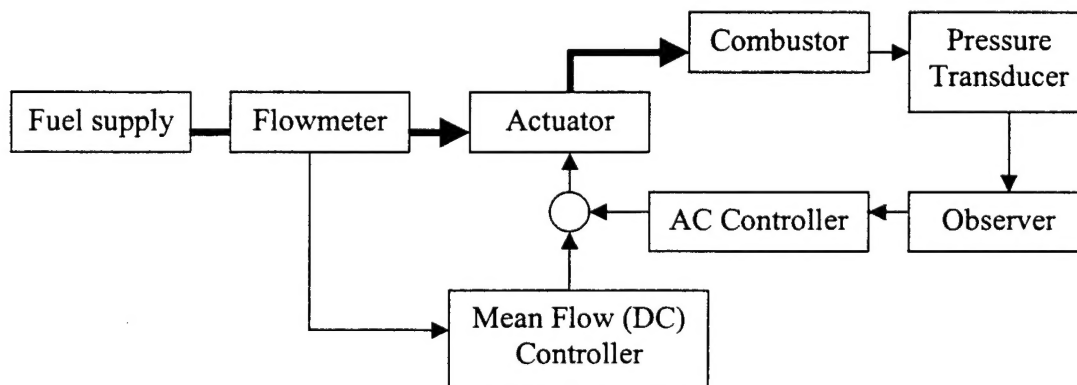 Combustor
Pressure
Transducer
Fuel supply
Flowmeter
Actuator
AC Controller
Observer
Mean Flow (DC)
Controller